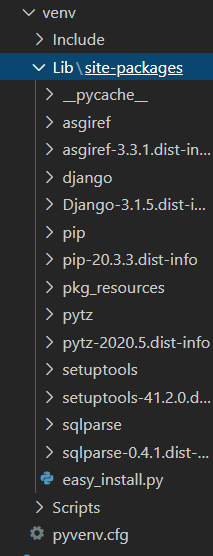 venv
Include
Lib\site-packages
__pycache__
asgiref
asgiref-3.3.1.dist-in...
django
Django-3.1.5.dist-i...
pip
pip-20.3.3.dist-info
pkg_resources
pytz
pytz-2020.5.dist-info
setuptools
setuptools-41.2.0.d...
sqlparse
sqlparse-0.4.1.dist-...
easy_install.py
Scripts
pyvenv.cfg